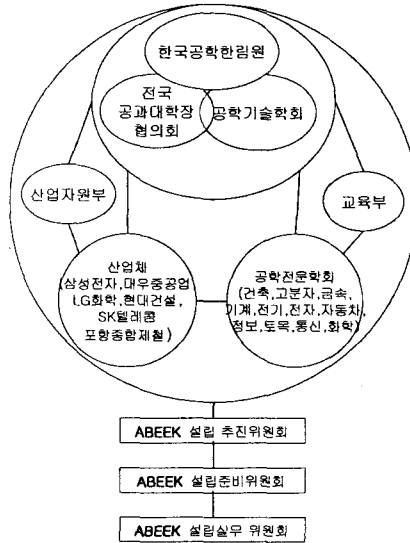 한국공학한림원
전국
공과대학장
협의회
공학기술학회
산업자원부
교육부
산업체
(삼성전자,대우중공업
LG화학,현대건설,
SK텔레콤
포항종합제철)
공학전문학회
(건축,고분자,금속,
기계,전기,전자,자동차,
정보,토목,통신,화학)
ABEEK 설립 추진위원회
ABEEK 설립준비위원회
ABEEK 설립실무 위원회